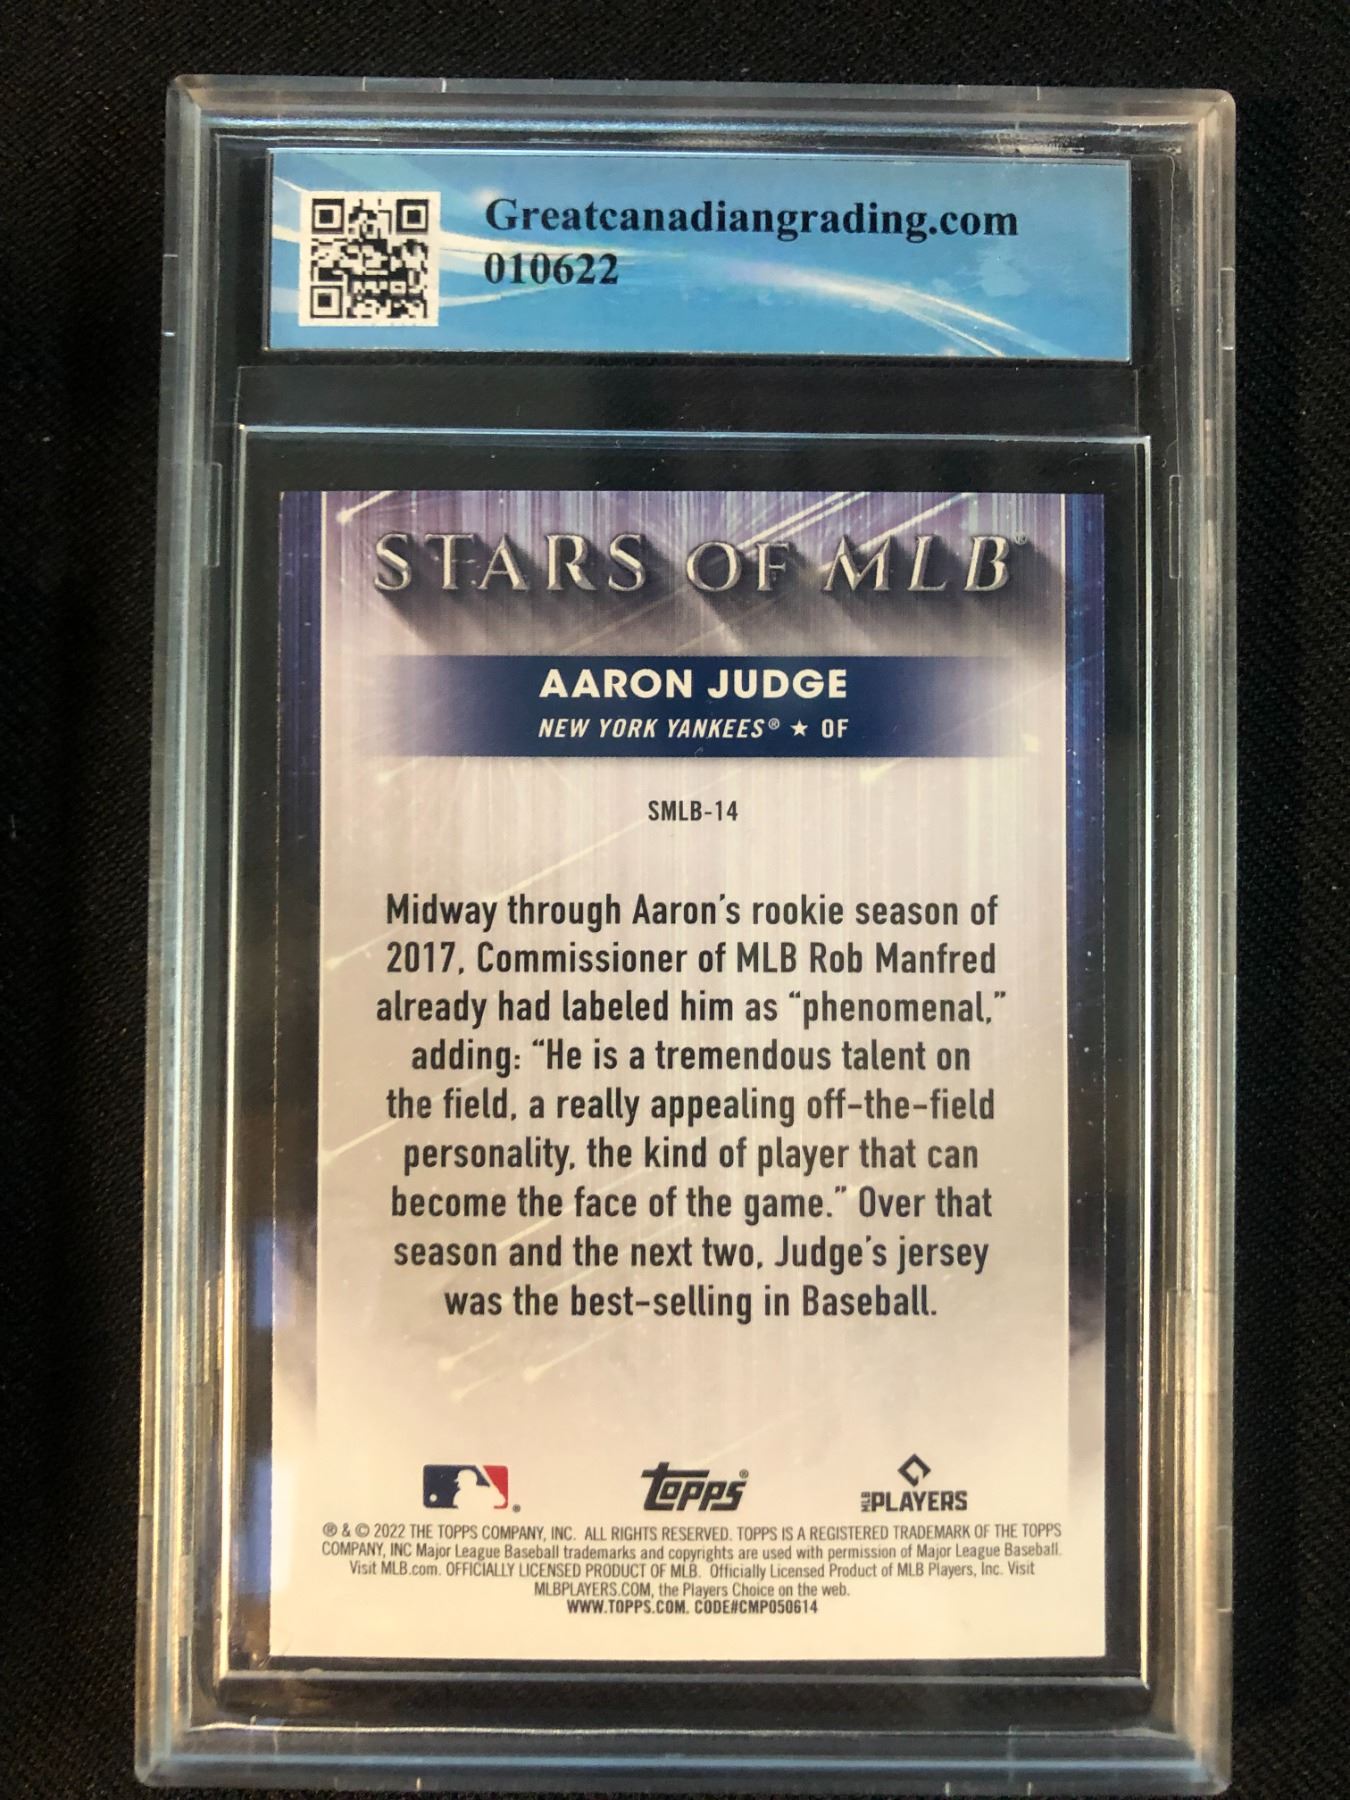 Greatcanadiangrading.com
010622
STARS OF MLB®
AARON JUDGE
NEW YORK YANKEES® ★ OF
SMLB-14
Midway through Aaron's rookie season of
2017, Commissioner of MLB Rob Manfred
already had labeled him as “phenomenal,”
adding: “He is a tremendous talent on
the field, a really appealing off-the-field
personality, the kind of player that can
become the face of the game.” Over that
season and the next two, Judge's jersey
was the best-selling in Baseball.
topps®
MLB PLAYERS
® & © 2022 THE TOPPS COMPANY, INC. ALL RIGHTS RESERVED. TOPPS IS A REGISTERED TRADEMARK OF THE TOPPS
COMPANY, INC Major League Baseball trademarks and copyrights are used with permission of Major League Baseball.
Visit MLB.com. OFFICIALLY LICENSED PRODUCT OF MLB. Officially Licensed Product of MLB Players, Inc. Visit
MLBPLAYERS.COM, the Players Choice on the web.
WWW.TOPPS.COM. CODE#CMP050614